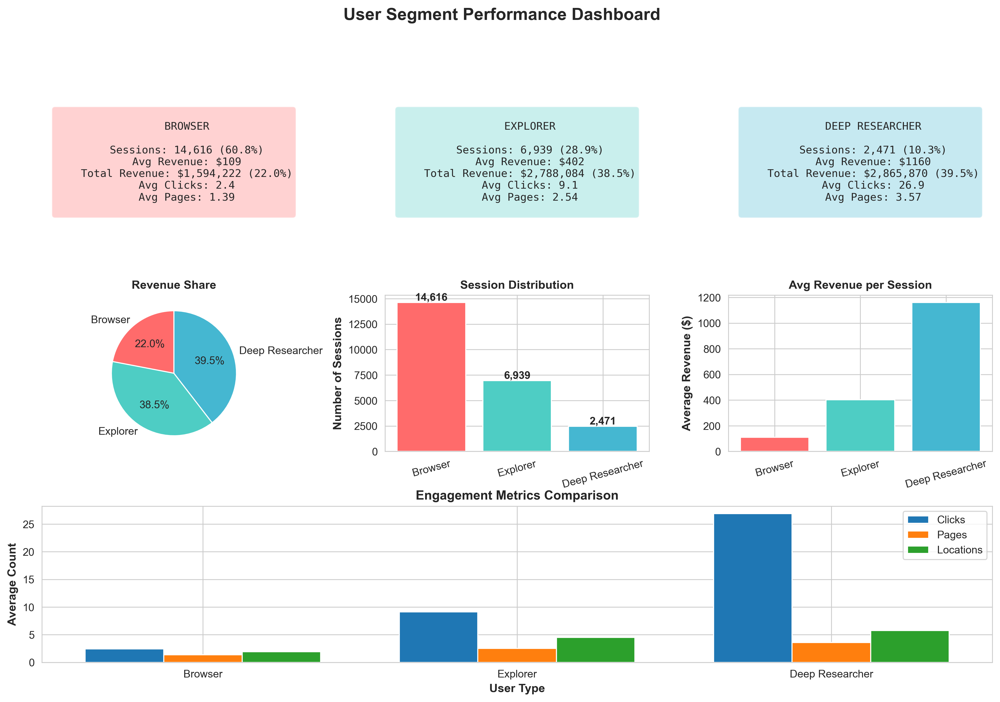 User Segment Performance Dashboard
BROWSER
Sessions: 14,616 (60.8%)
Avg Revenue: $109
Total Revenue: $1,594,222 (22.0%)
Avg Clicks: 2.4
Avg Pages: 1.39
EXPLORER
Sessions: 6,939 (28.9%)
Avg Revenue: $402
Total Revenue: $2,788,084 (38.5%)
Avg Clicks: 9.1
Avg Pages: 2.54
DEEP RESEARCHER
Sessions: 2,471 (10.3%)
Avg Revenue: $1160
Total Revenue: $2,865,870 (39.5%)
Avg Clicks: 26.9
Avg Pages: 3.57
Revenue Share
Browser
22.0%
Deep Researcher
39.5%
38.5%
Explorer
Session Distribution
Number of Sessions
15000
12500
10000
7500
5000
2500
0
14,616
6,939
2,471
Browser
Explorer
Deep Researcher
Avg Revenue per Session
Average Revenue ($)
1200
1000
800
600
400
200
0
Browser
Explorer
Deep Researcher
Engagement Metrics Comparison
Average Count
25
20
15
10
5
0
Clicks
Pages
Locations
Browser
Explorer
Deep Researcher
User Type